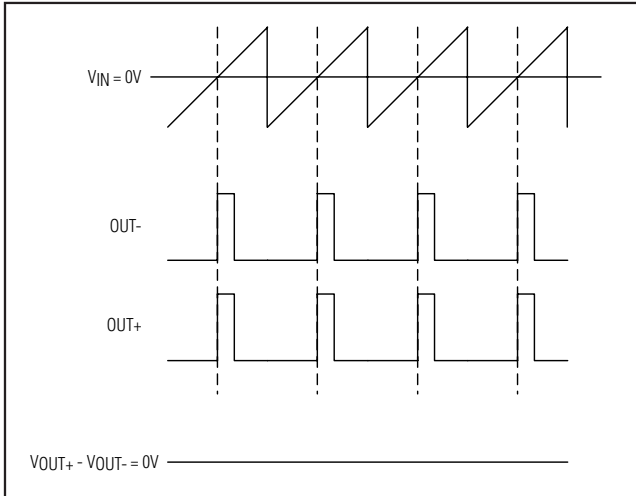 VIN = 0V
OUT-
OUT+
VOUT+ - VOUT- = 0V